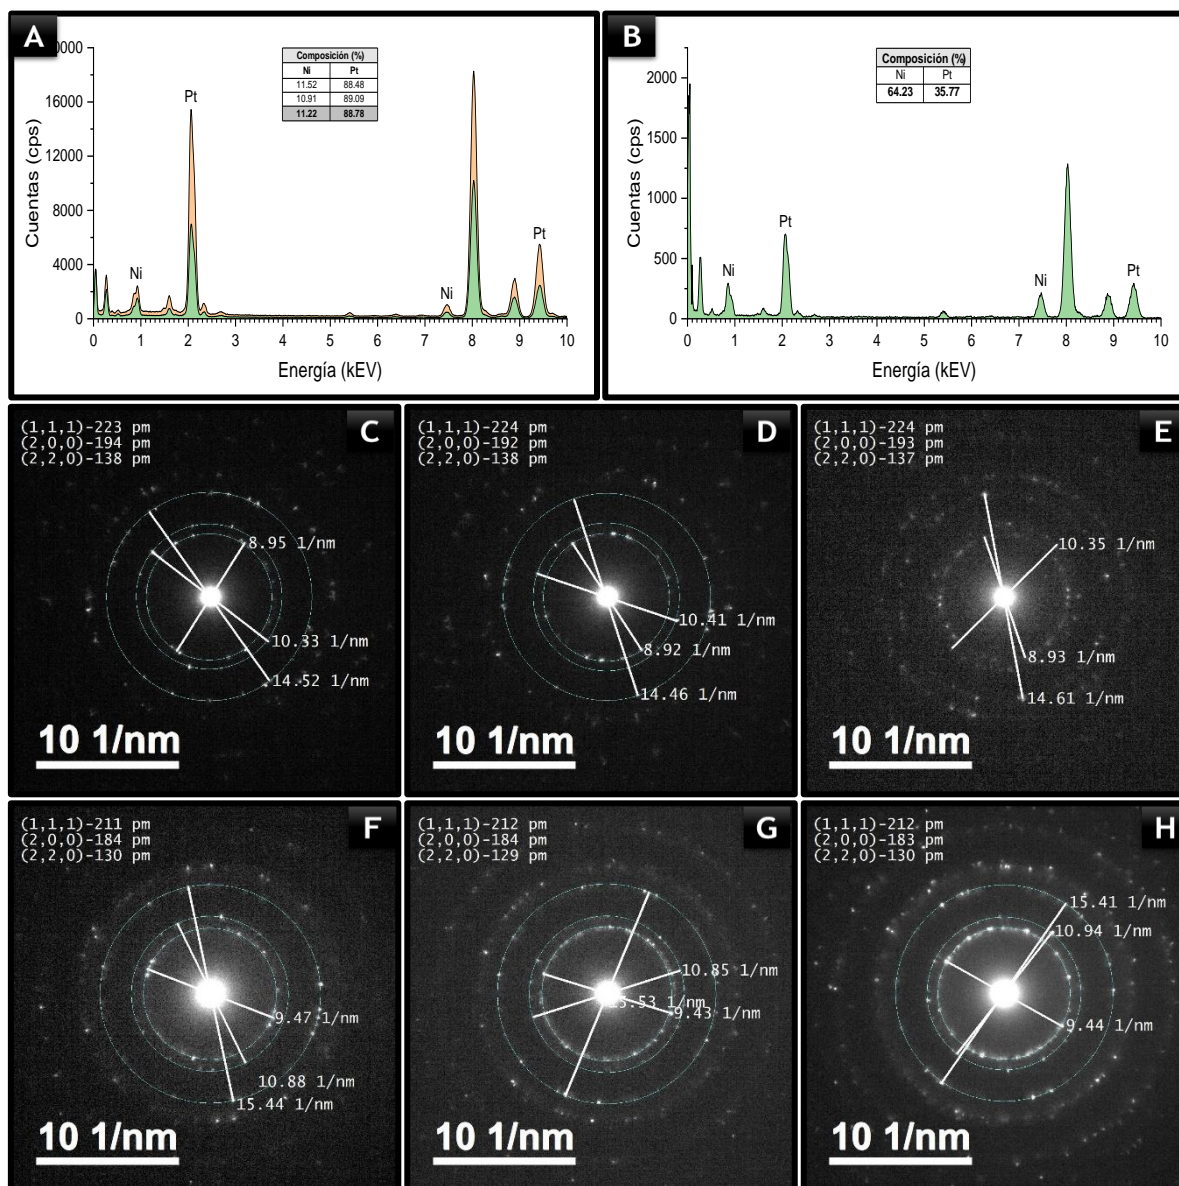 A
Composición (%)
Ni Pt
11.52 88.48
10.91 89.09
11.22 88.78
20000
16000
12000
8000
4000
0
Cuentas (cps)
Ni
Pt
Ni
Pt
0 1 2 3 4 5 6 7 8 9 10
Energía (kEV)
B
Composición (%)
Ni Pt
64.23 35.77
2000
1500
1000
500
0
Cuentas (cps)
Ni
Pt
Ni
Pt
0 1 2 3 4 5 6 7 8 9 10
Energía (kEV)
C
(1,1,1)-223 pm
(2,0,0)-194 pm
(2,2,0)-138 pm
8.95 1/nm
10.33 1/nm
14.52 1/nm
10 1/nm
D
(1,1,1)-224 pm
(2,0,0)-192 pm
(2,2,0)-138 pm
10.41 1/nm
8.92 1/nm
14.46 1/nm
10 1/nm
E
(1,1,1)-224 pm
(2,0,0)-193 pm
(2,2,0)-137 pm
10.35 1/nm
8.93 1/nm
14.61 1/nm
10 1/nm
F
(1,1,1)-211 pm
(2,0,0)-184 pm
(2,2,0)-130 pm
9.47 1/nm
10.88 1/nm
15.44 1/nm
10 1/nm
G
(1,1,1)-212 pm
(2,0,0)-184 pm
(2,2,0)-129 pm
10.85 1/nm
15.53 1/nm
9.43 1/nm
10 1/nm
H
(1,1,1)-212 pm
(2,0,0)-183 pm
(2,2,0)-130 pm
15.41 1/nm
10.94 1/nm
9.44 1/nm
10 1/nm